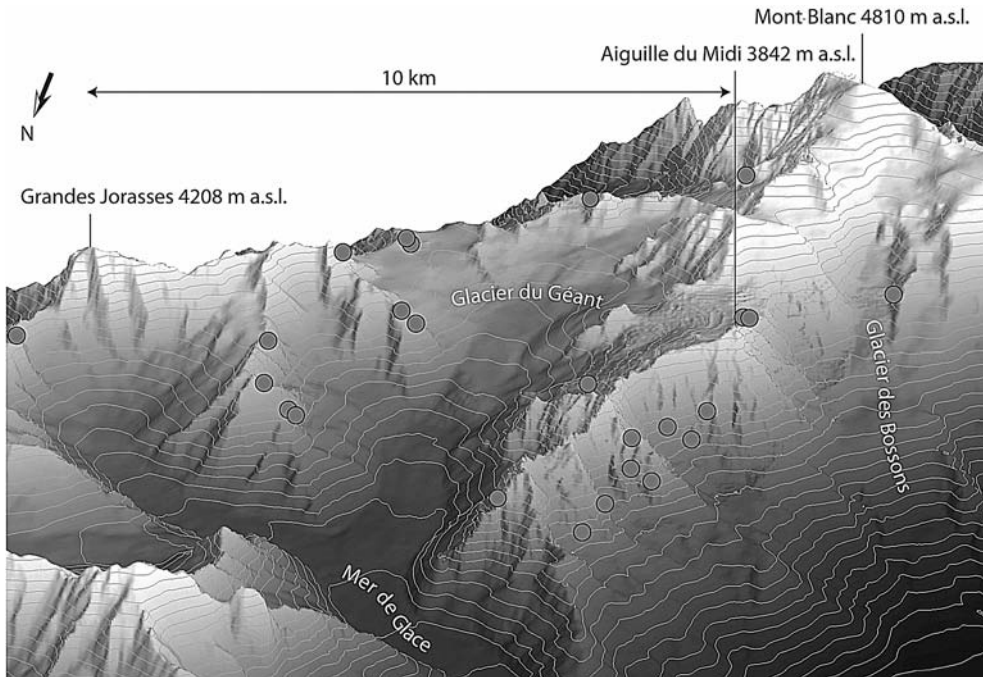 Mont Blanc 4810 m a.s.l.
Aiguille du Midi 3842 m a.s.l.
10 km
N
Grandes Jorasses 4208 m a.s.l.
Glacier du Géant
Glacier des Bossons
Mer de Glace